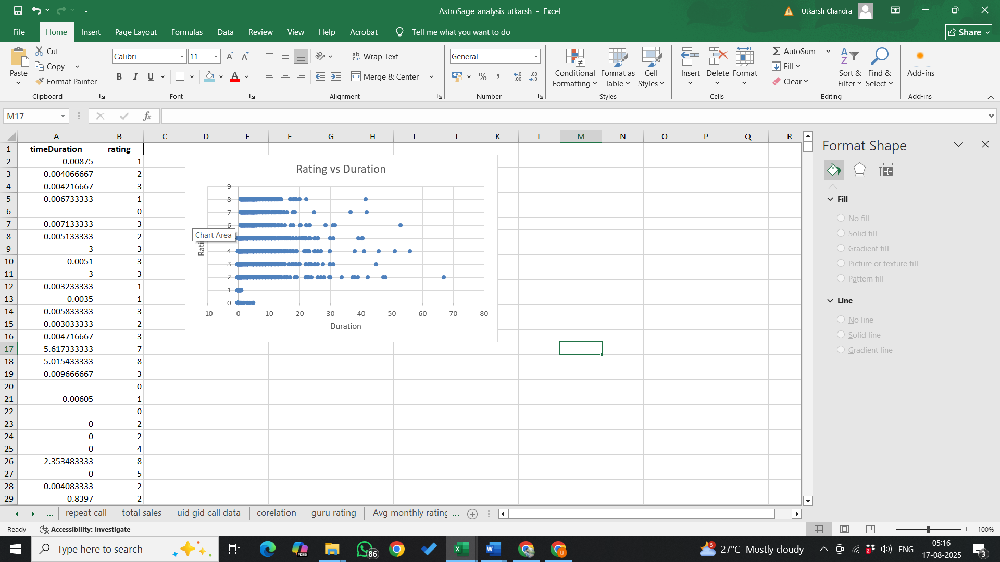 AstroSage_analysis_utkarsh - Excel
Utkarsh Chandra
File Home Insert Page Layout Formulas Data Review View Help Acrobat Tell me what you want to do Share
Paste
Cut
Copy
Format Painter
Clipboard
Calibri 11
B I U
Font
Wrap Text
Merge & Center
Alignment
General
Number
Conditional Formatting
Format as Table
Cell Styles
Styles
Insert Delete Format
Cells
AutoSum
Fill
Clear
Sort & Filter
Find & Select
Editing
Add-ins
Add-ins
M17
fx
A B C D E F G H I J K L M N O P Q R
1 timeDuration rating
2 0.00875 1
3 0.004066667 2
4 0.004216667 3
5 0.006733333 1
6 0
7 0.007133333 3
8 0.005133333 2
9 3 3
10 0.0051 3
11 3 3
12 0.003233333 1
13 0.0035 1
14 0.005833333 3
15 0.003033333 2
16 0.004716667 3
17 5.617333333 7
18 5.015433333 8
19 0.009666667 3
20 0
21 0.00605 1
22 0
23 0 2
24 0 2
25 0 4
26 2.353483333 8
27 0 5
28 0.004083333 2
29 0.8397 2
Rating vs Duration
9
8
7
6
Chart Area
4
3
2
1
0
-10 0 10 20 30 40 50 60 70 80
Duration
Format Shape
Fill
No fill
Solid fill
Gradient fill
Picture or texture fill
Pattern fill
Line
No line
Solid line
Gradient line
... repeat call total sales uid gid call data corelation guru rating Avg monthly rating ...
Ready Accessibility: Investigate 100%
Type here to search
M365
86
5
27°C Mostly cloudy
ENG
05:16
17-08-2025
3